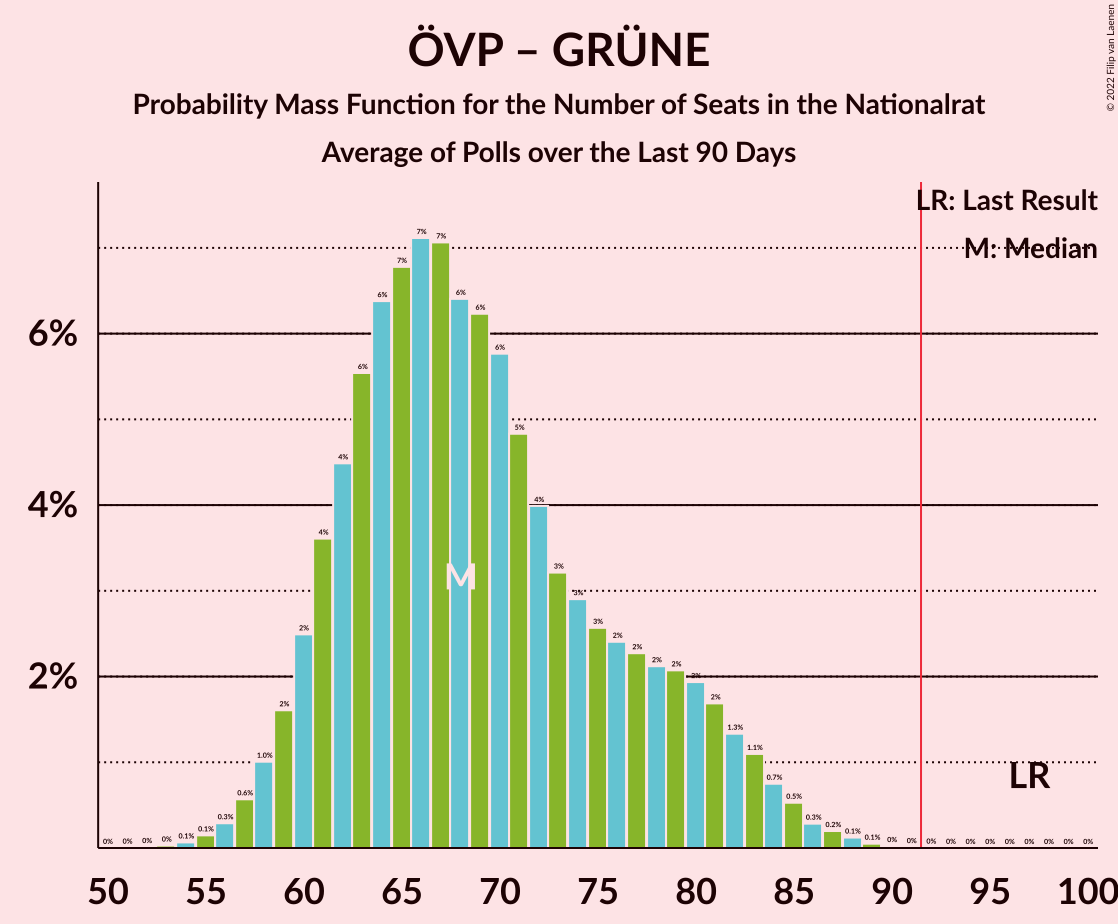 ÖVP – GRÜNE
Probability Mass Function for the Number of Seats in the Nationalrat
Average of Polls over the Last 90 Days
© 2022 Filip van Laenen
LR: Last Result
M: Median
6%
4%
2%
0% 0% 0% 0% 0.1% 0.1% 0.3% 0.6% 1.0% 2% 2% 4% 4% 6% 6% 7% 7% 7% 6% 6% 6% 5% 4% 3% 3% 3% 2% 2% 2% 2% 2% 2% 1.3% 1.1% 0.7% 0.5% 0.3% 0.2% 0.1% 0.1% 0% 0% 0% 0% 0% 0% 0% 0% 0% 0% 0%
M
LR
50 55 60 65 70 75 80 85 90 95 100